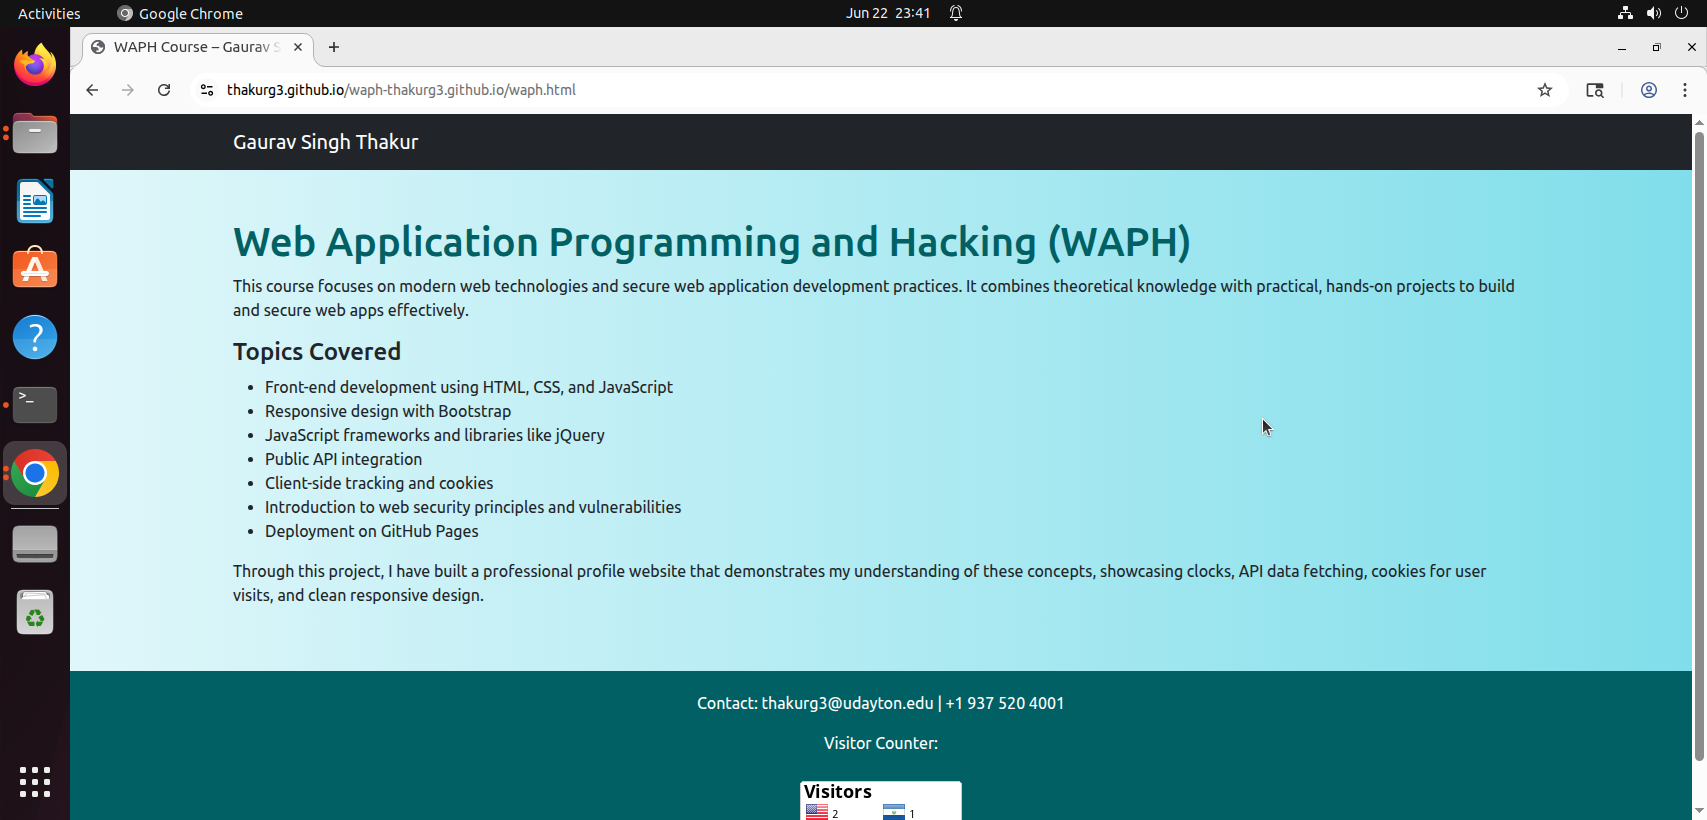 Activities
Google Chrome
Jun 22 23:41
WAPH Course – Gaurav S
thakurg3.github.io/waph-thakurg3.github.io/waph.html
Gaurav Singh Thakur
Web Application Programming and Hacking (WAPH)
This course focuses on modern web technologies and secure web application development practices. It combines theoretical knowledge with practical, hands-on projects to build
and secure web apps effectively.
Topics Covered
• Front-end development using HTML, CSS, and JavaScript
• Responsive design with Bootstrap
• JavaScript frameworks and libraries like jQuery
• Public API integration
• Client-side tracking and cookies
• Introduction to web security principles and vulnerabilities
• Deployment on GitHub Pages
Through this project, I have built a professional profile website that demonstrates my understanding of these concepts, showcasing clocks, API data fetching, cookies for user
visits, and clean responsive design.
Contact: thakurg3@udayton.edu | +1 937 520 4001
Visitor Counter:
Visitors
2 1